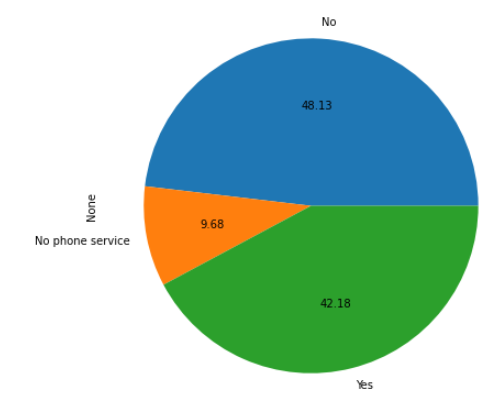 No
48.13
None
9.68
No phone service
42.18
Yes